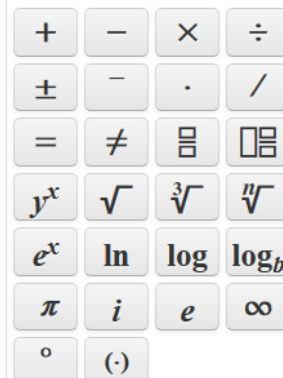 + − × ÷
± ¯ · /
= ≠ □/□ □□/□
yˣ √ ∛ ⁿ√
eˣ ln log log_b
π i e ∞
° (·)